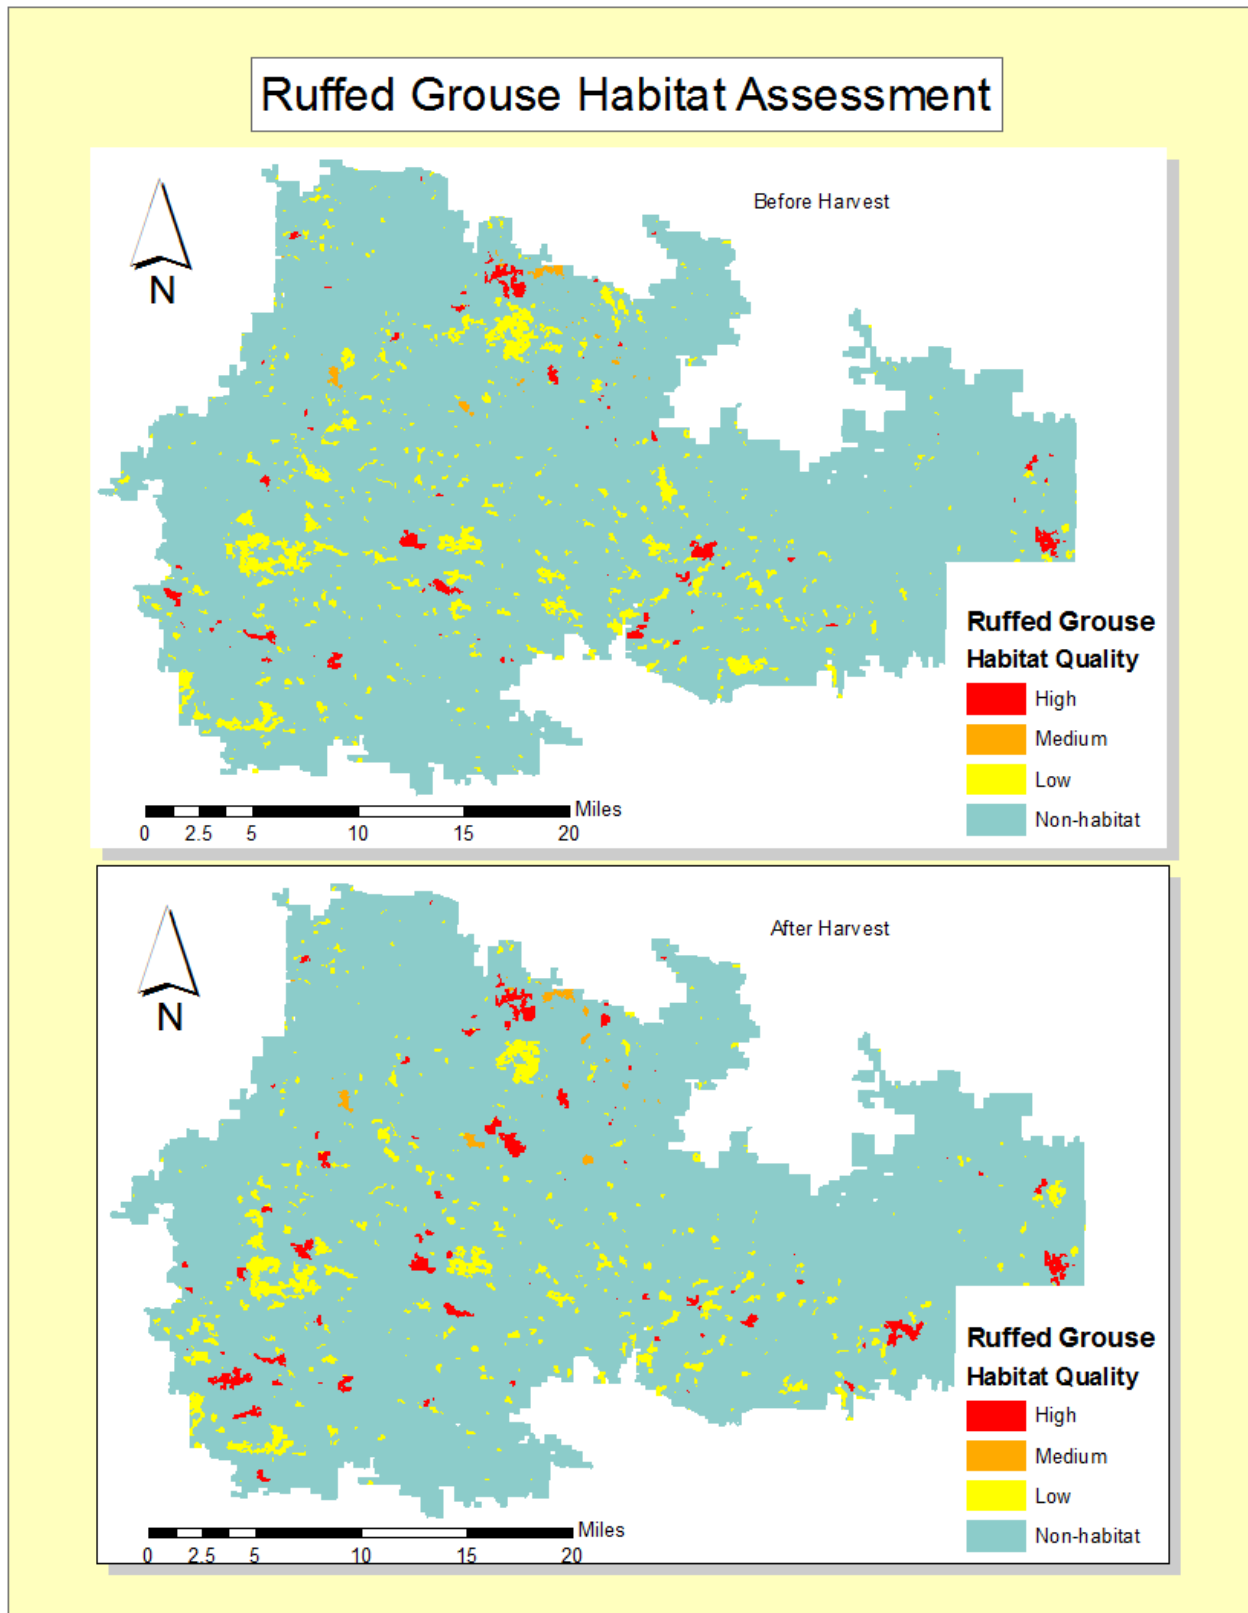 Ruffed Grouse Habitat Assessment
Before Harvest
N
Ruffed Grouse
Habitat Quality
High
Medium
Low
Non-habitat
Miles
0 2.5 5 10 15 20
After Harvest
N
Ruffed Grouse
Habitat Quality
High
Medium
Low
Non-habitat
Miles
0 2.5 5 10 15 20